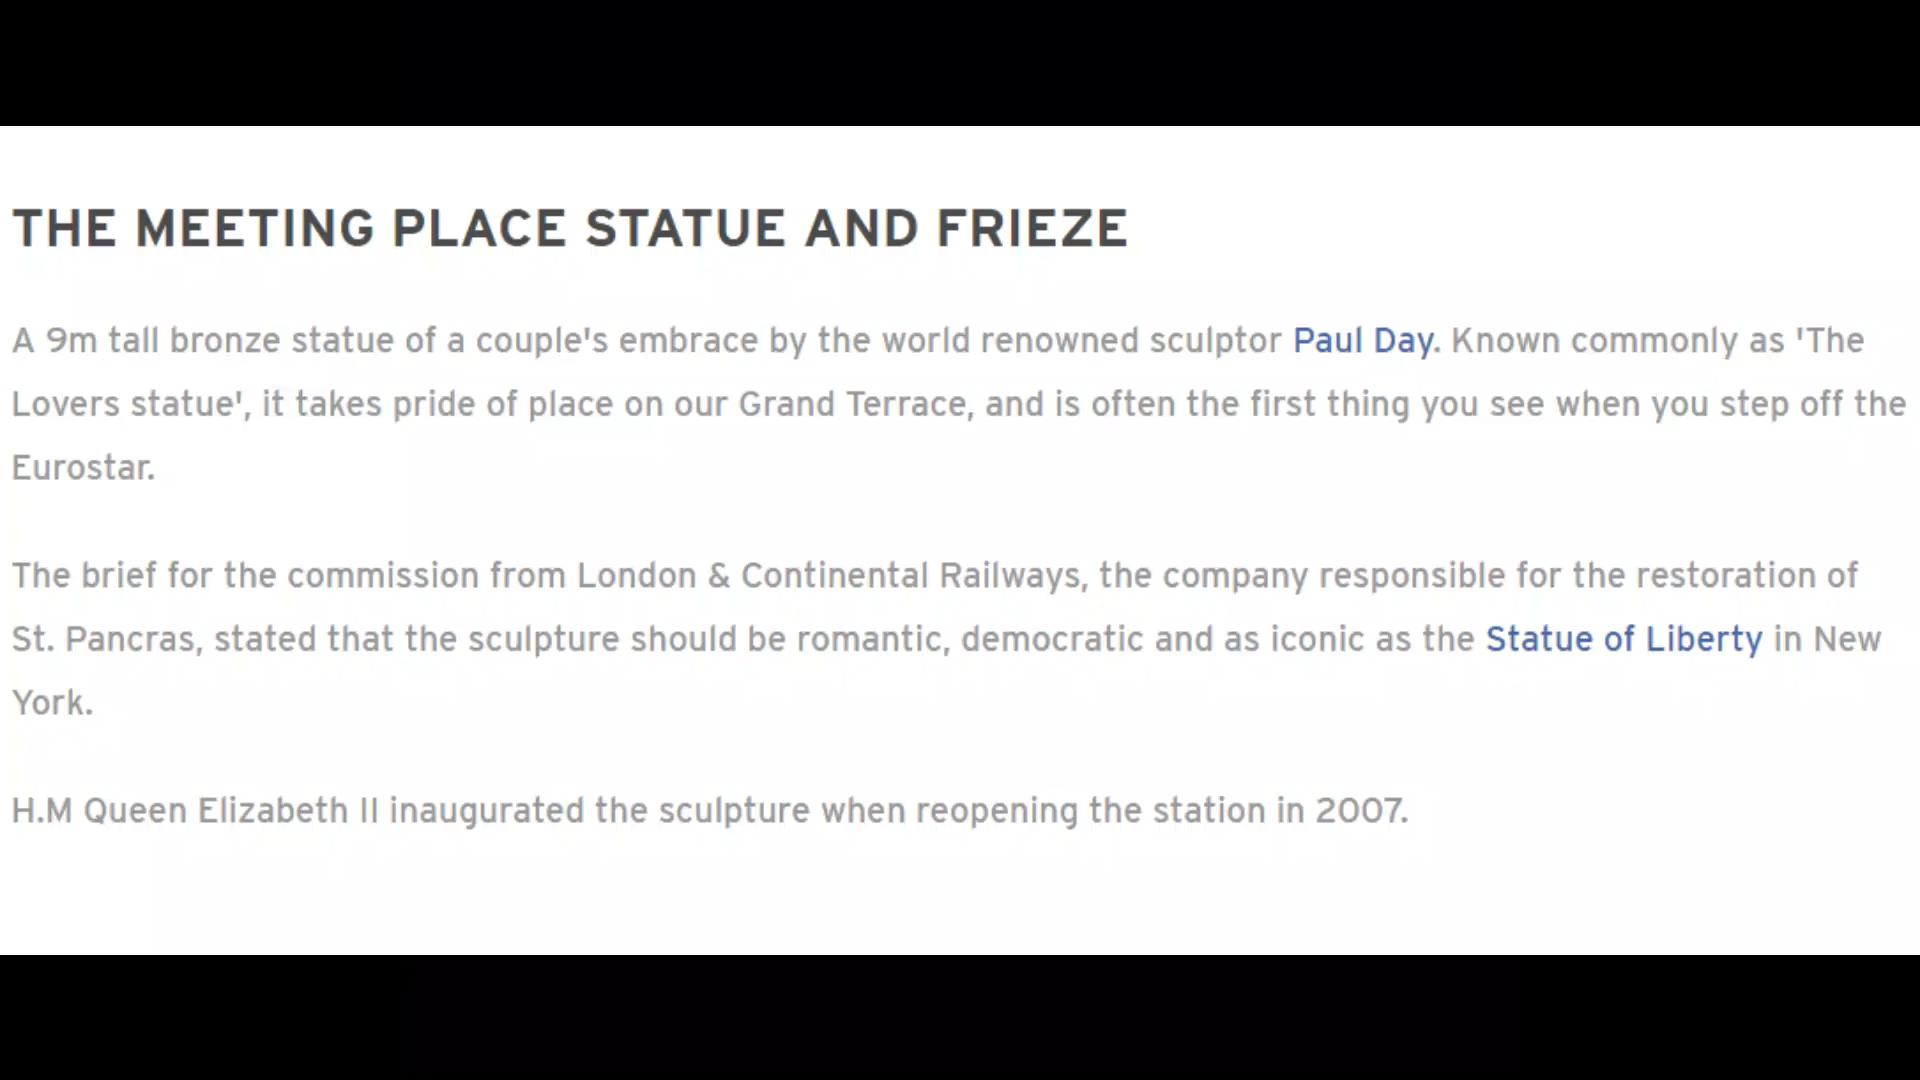 THE MEETING PLACE STATUE AND FRIEZE
A 9m tall bronze statue of a couple's embrace by the world renowned sculptor Paul Day. Known commonly as 'The
Lovers statue', it takes pride of place on our Grand Terrace, and is often the first thing you see when you step off the
Eurostar.
The brief for the commission from London & Continental Railways, the company responsible for the restoration of
St. Pancras, stated that the sculpture should be romantic, democratic and as iconic as the Statue of Liberty in New
York.
H.M Queen Elizabeth II inaugurated the sculpture when reopening the station in 2007.